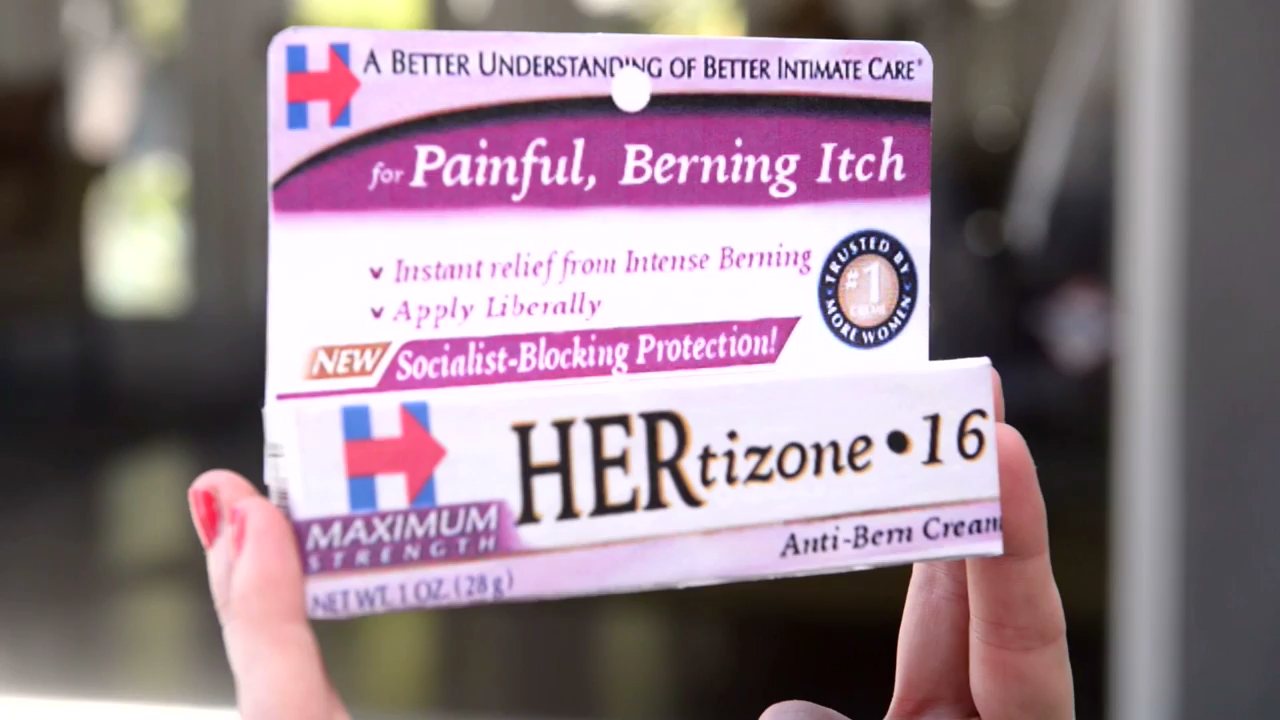 A BETTER UNDERSTANDING OF BETTER INTIMATE CARE
for Painful, Berning Itch
Instant relief from Intense Berning
Apply Liberally
TRUSTED BY
#1
MORE WOMEN
NEW Socialist-Blocking Protection!
HERtizone • 16
MAXIMUM
STRENGTH
Anti-Bern Cream
NET WT. 1 OZ. (28 g)